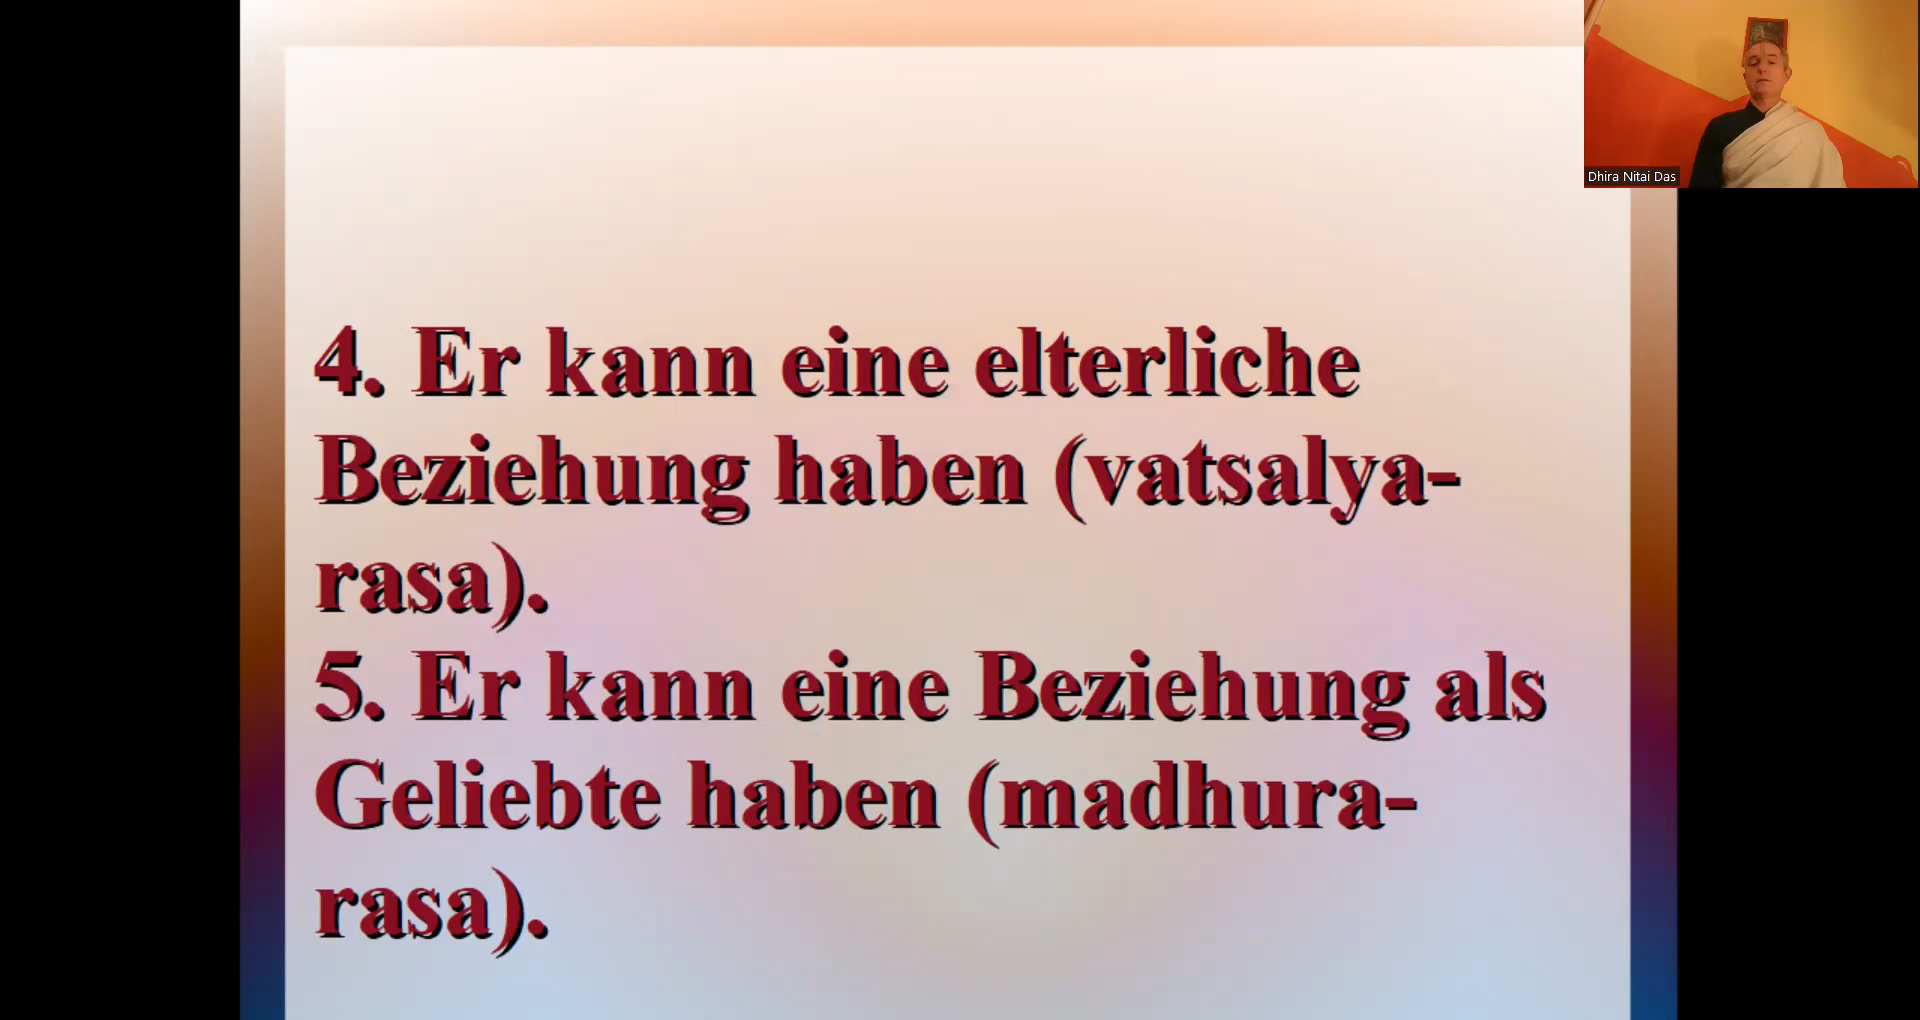 Dhira Nitai Das
4. Er kann eine elterliche
Beziehung haben (vatsalya-
rasa).
5. Er kann eine Beziehung als
Geliebte haben (madhura-
rasa).